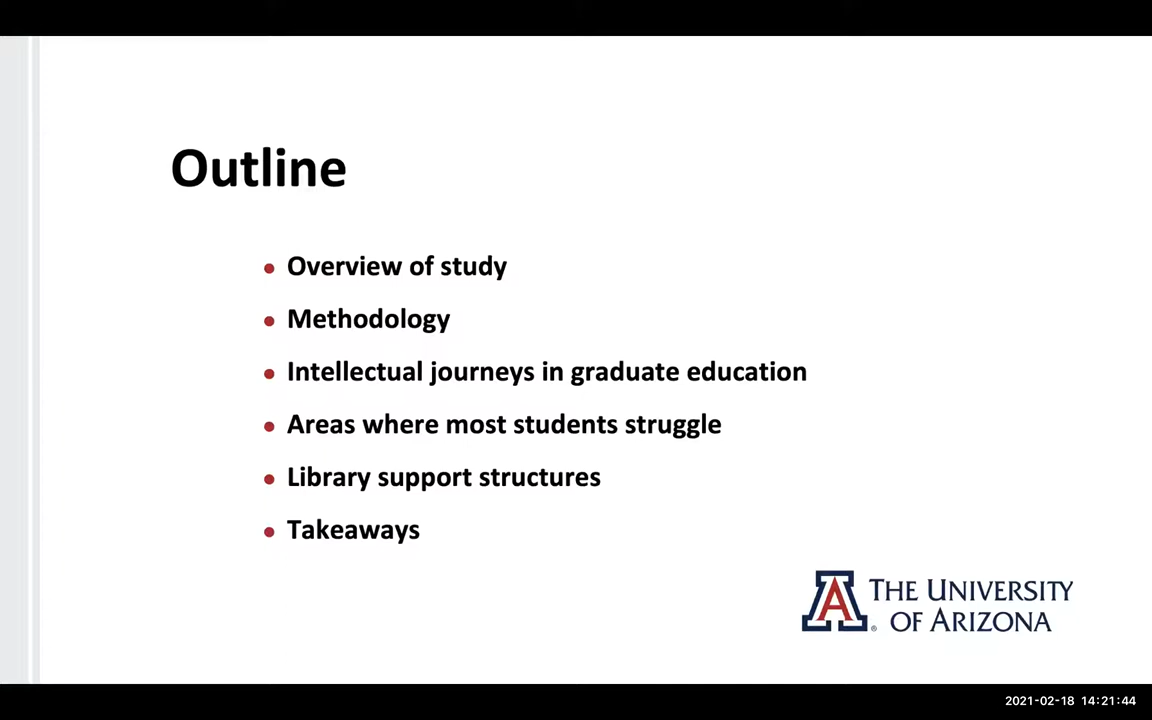 Outline
• Overview of study
• Methodology
• Intellectual journeys in graduate education
• Areas where most students struggle
• Library support structures
• Takeaways
A® THE UNIVERSITY
OF ARIZONA
2021-02-18 14:21:44